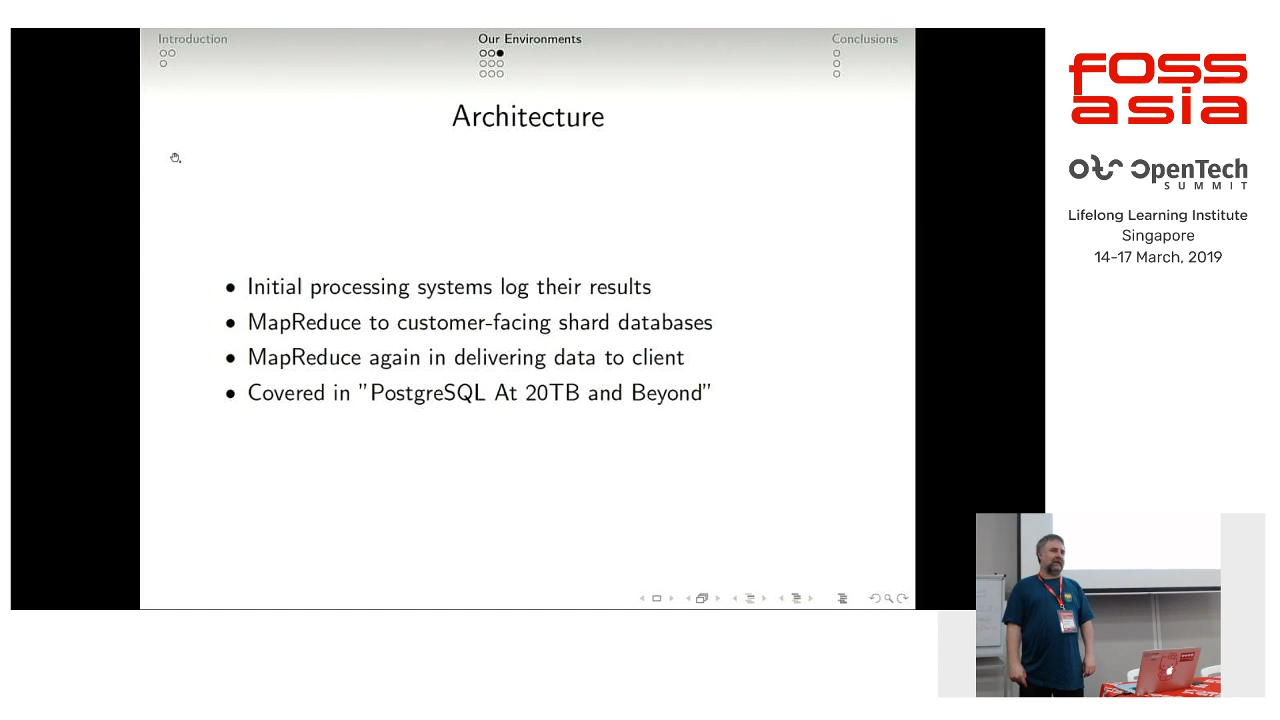 Introduction
Our Environments
Conclusions
Architecture
• Initial processing systems log their results
• MapReduce to customer-facing shard databases
• MapReduce again in delivering data to client
• Covered in ”PostgreSQL At 20TB and Beyond”
FOSS
asia
OpenTech
SUMMIT
Lifelong Learning Institute
Singapore
14-17 March, 2019